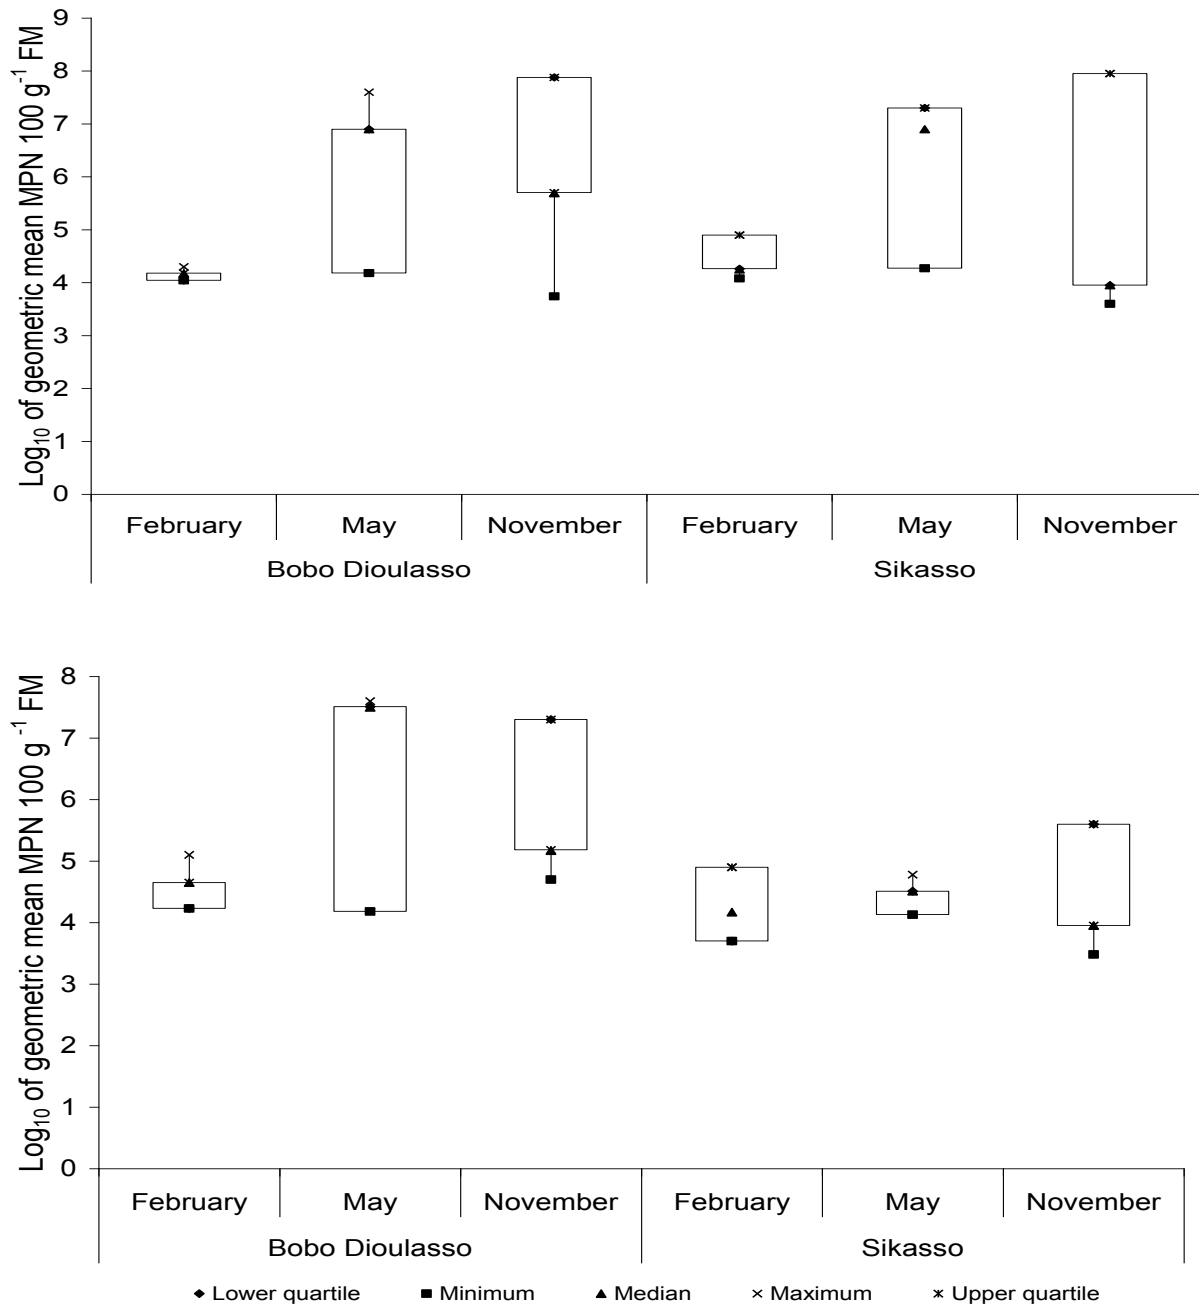 Log₁₀ of geometric mean MPN 100 g⁻¹ FM
9
8
7
6
5
4
3
2
1
0
February May November February May November
Bobo Dioulasso Sikasso
Log₁₀ of geometric mean MPN 100 g⁻¹ FM
8
7
6
5
4
3
2
1
0
February May November February May November
Bobo Dioulasso Sikasso
Lower quartile Minimum Median Maximum Upper quartile